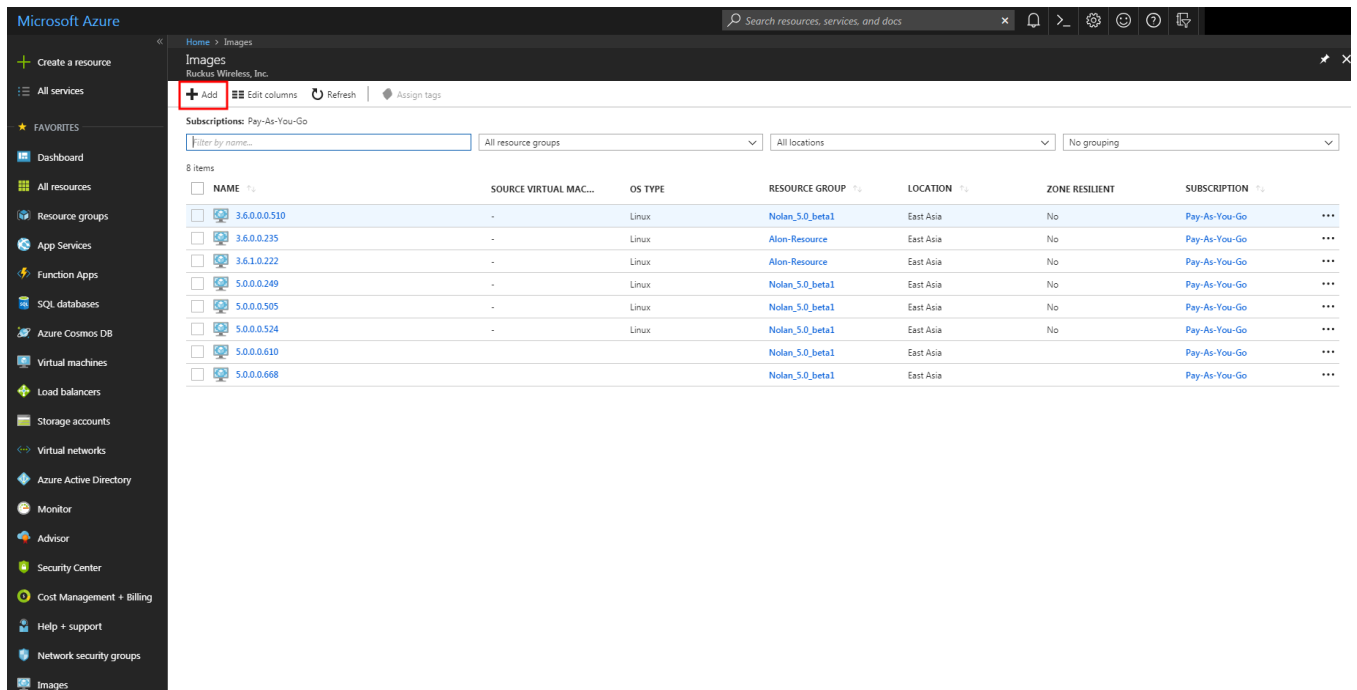 Microsoft Azure
Search resources, services, and docs
Home > Images
Create a resource
Images
Ruckus Wireless, Inc.
All services
Add Edit columns Refresh Assign tags
FAVORITES
Subscriptions: Pay-As-You-Go
Filter by name... All resource groups All locations No grouping
Dashboard
8 items
All resources
NAME SOURCE VIRTUAL MAC... OS TYPE RESOURCE GROUP LOCATION ZONE RESILIENT SUBSCRIPTION
Resource groups
3.6.0.0.0.510 - Linux Nolan_5.0_beta1 East Asia No Pay-As-You-Go
App Services
3.6.0.0.235 - Linux Alon-Resource East Asia No Pay-As-You-Go
3.6.1.0.222 - Linux Alon-Resource East Asia No Pay-As-You-Go
Function Apps
5.0.0.0.249 - Linux Nolan_5.0_beta1 East Asia No Pay-As-You-Go
SQL databases
5.0.0.0.505 - Linux Nolan_5.0_beta1 East Asia No Pay-As-You-Go
Azure Cosmos DB
5.0.0.0.524 - Linux Nolan_5.0_beta1 East Asia No Pay-As-You-Go
5.0.0.0.610 Nolan_5.0_beta1 East Asia Pay-As-You-Go
Virtual machines
5.0.0.0.668 Nolan_5.0_beta1 East Asia Pay-As-You-Go
Load balancers
Storage accounts
Virtual networks
Azure Active Directory
Monitor
Advisor
Security Center
Cost Management + Billing
Help + support
Network security groups
Images